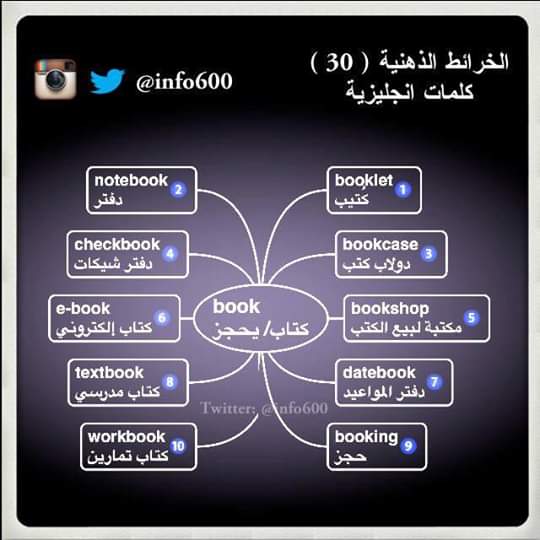 الخرائط الذهنية ( 30 )
كلمات انجليزية
@info600
book
كتاب/ يحجز
booklet
كُتيب
1
notebook
دفتر
2
bookcase
دولاب كتب
3
checkbook
دفتر شيكات
4
bookshop
مكتبة لبيع الكتب
5
e-book
كتاب إلكتروني
6
datebook
دفتر المواعيد
7
textbook
كتاب مدرسي
8
booking
حجز
9
workbook
كتاب تمارين
10
Twitter: @info600